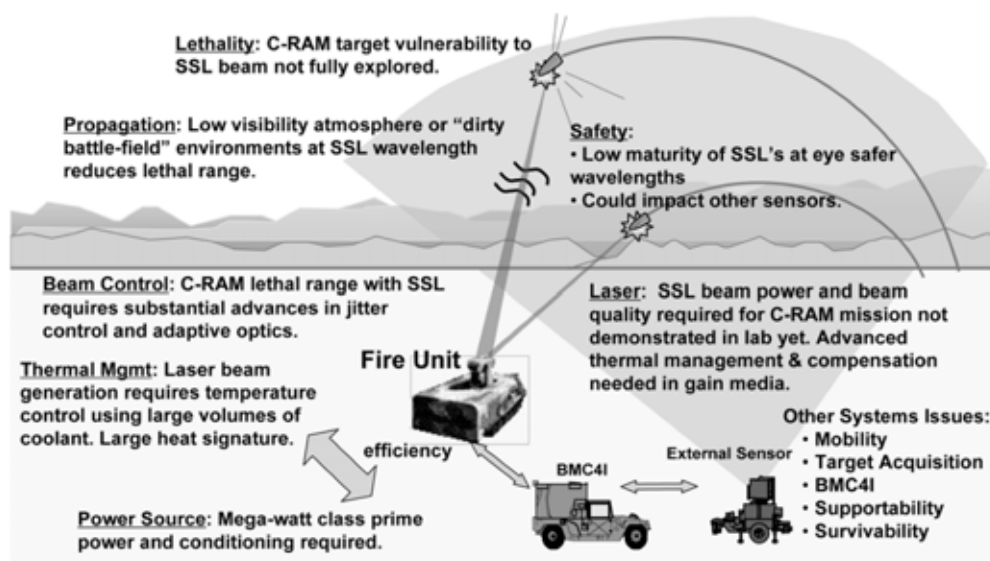 Lethality: C-RAM target vulnerability to
SSL beam not fully explored.
Propagation: Low visibility atmosphere or “dirty
battle-field” environments at SSL wavelength
reduces lethal range.
Safety:
• Low maturity of SSL's at eye safer
wavelengths
• Could impact other sensors.
Beam Control: C-RAM lethal range with SSL
requires substantial advances in jitter
control and adaptive optics.
Laser: SSL beam power and beam
quality required for C-RAM mission not
demonstrated in lab yet. Advanced
thermal management & compensation
needed in gain media.
Fire Unit
Thermal Mgmt: Laser beam
generation requires temperature
control using large volumes of
coolant. Large heat signature.
efficiency
Power Source: Mega-watt class prime
power and conditioning required.
BMC4I
External Sensor
Other Systems Issues:
• Mobility
• Target Acquisition
• BMC4I
• Supportability
• Survivability